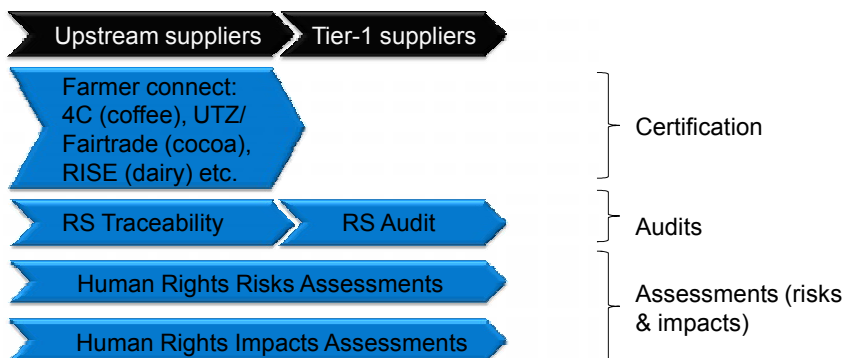 Upstream suppliers
Tier-1 suppliers
Farmer connect:
4C (coffee), UTZ/
Fairtrade (cocoa),
RISE (dairy) etc.
Certification
RS Traceability
RS Audit
Audits
Human Rights Risks Assessments
Human Rights Impacts Assessments
Assessments (risks
& impacts)